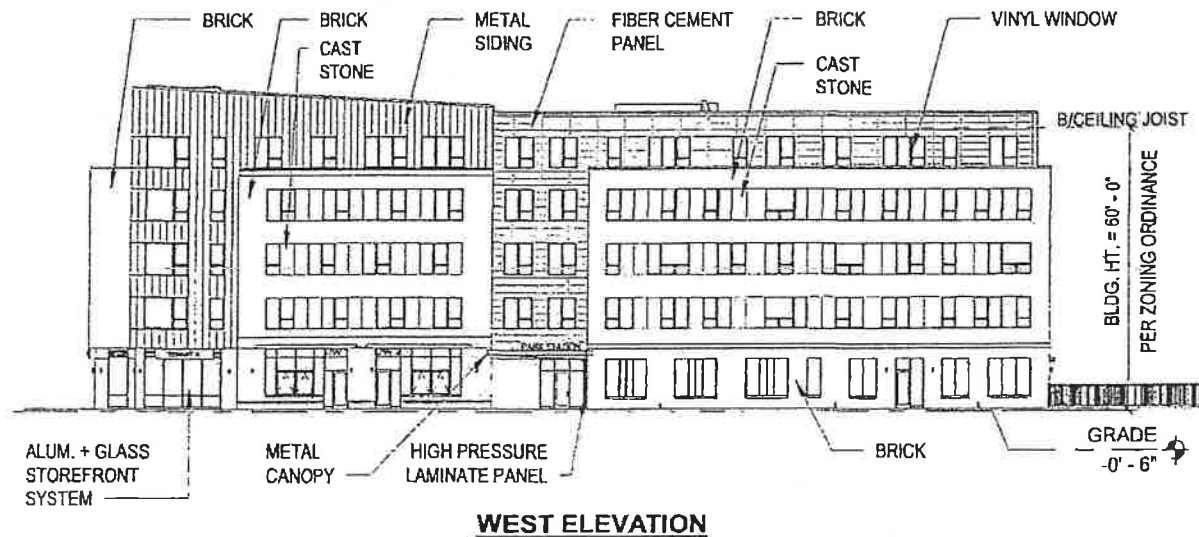 BRICK
BRICK
METAL
SIDING
FIBER CEMENT
PANEL
BRICK
VINYL WINDOW
CAST
STONE
CAST
STONE
B/CEILING JOIST
BLDG. HT. = 60' - 0"
PER ZONING ORDINANCE
ALUM. + GLASS
STOREFRONT
SYSTEM
METAL
CANOPY
HIGH PRESSURE
LAMINATE PANEL
BRICK
GRADE
-0' - 6"
WEST ELEVATION